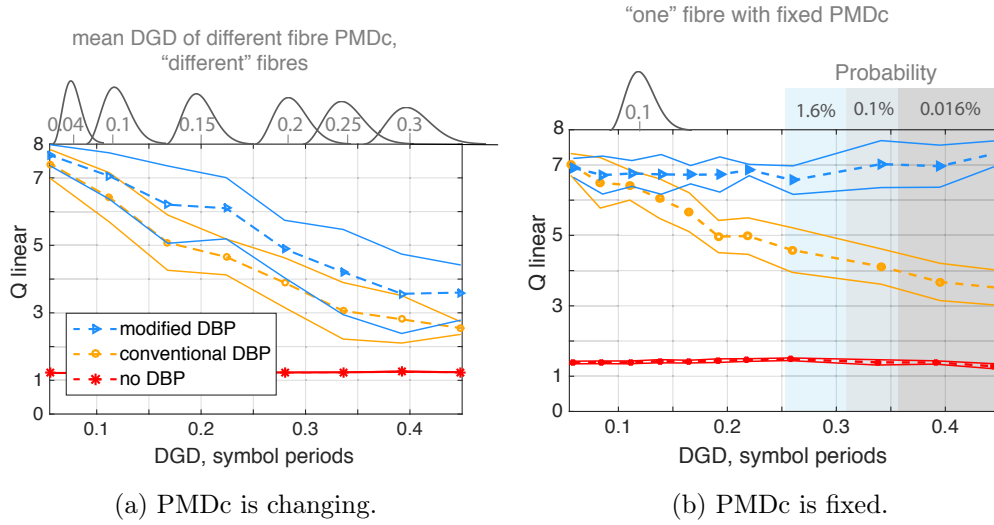 mean DGD of different fibre PMDc,
“different” fibres
0.04
0.1
0.15
0.2
0.25
0.3
8
7
5
3
1
0
Q linear
modified DBP
conventional DBP
no DBP
0.1
0.2
0.3
0.4
DGD, symbol periods
(a) PMDc is changing.
“one” fibre with fixed PMDc
Probability
0.1
1.6%
0.1%
0.016%
8
7
5
3
1
0
Q linear
0.1
0.2
0.3
0.4
DGD, symbol periods
(b) PMDc is fixed.